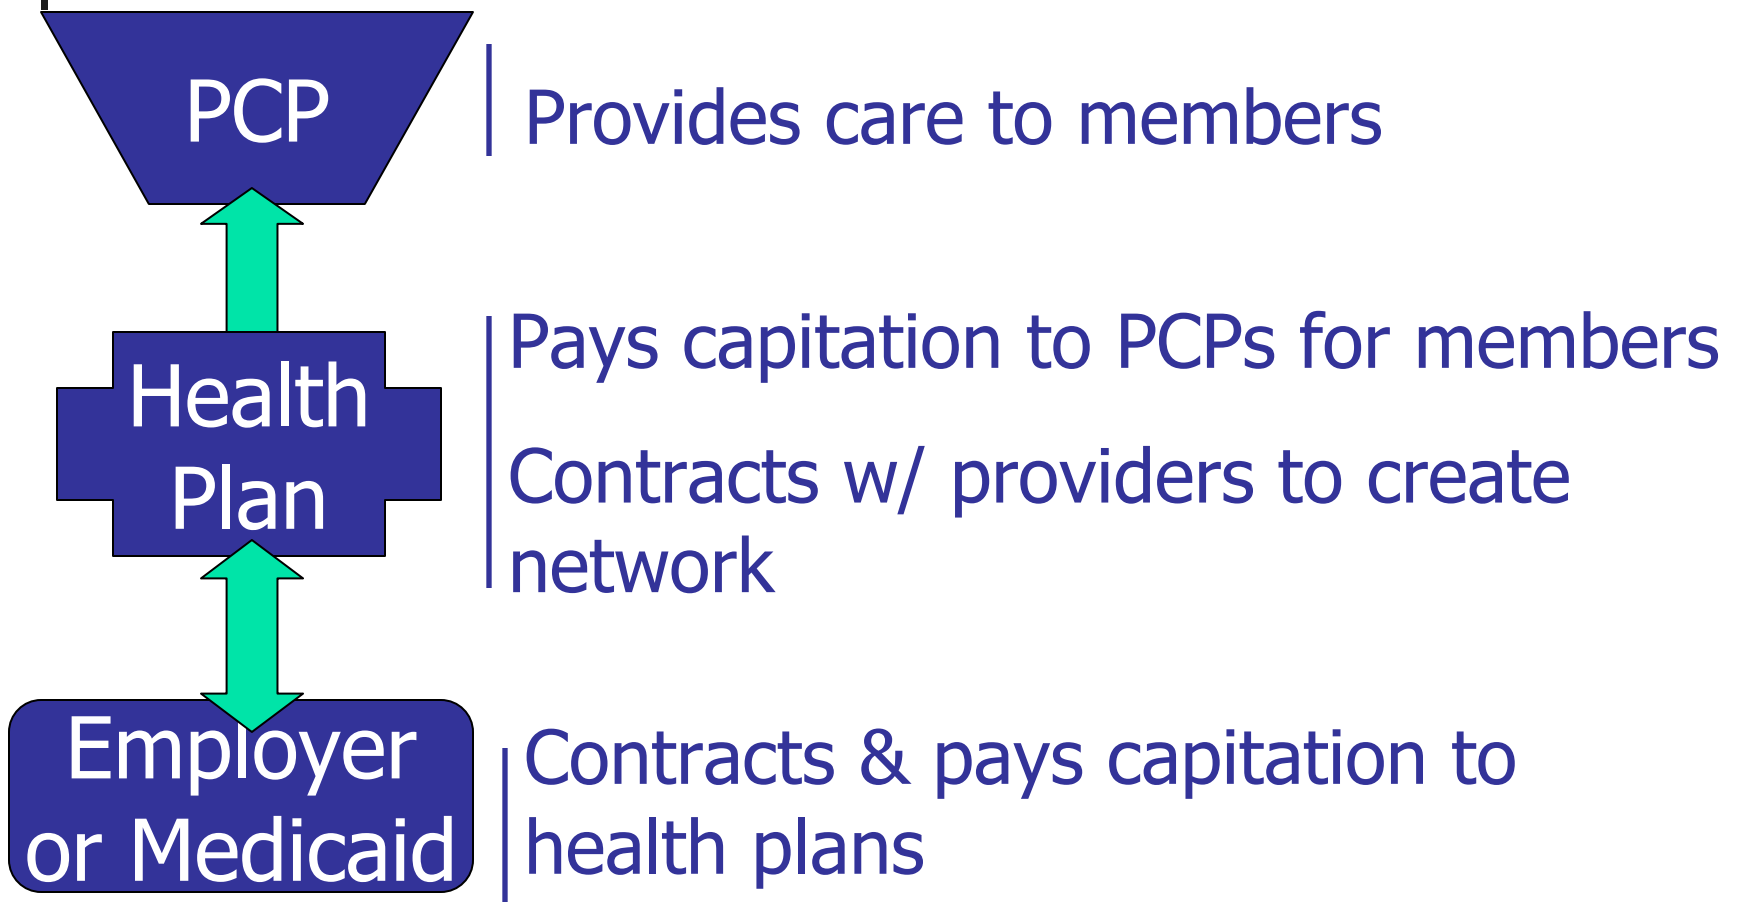 PCP
Provides care to members
Health
Plan
Pays capitation to PCPs for members
Contracts w/ providers to create
network
Employer
or Medicaid
Contracts & pays capitation to
health plans